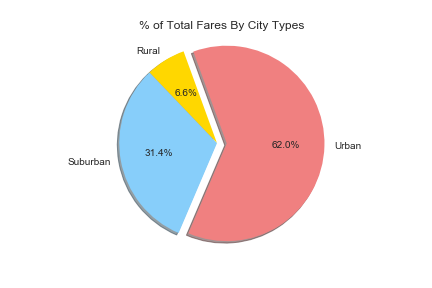 % of Total Fares By City Types
Rural
6.6%
Suburban
31.4%
62.0%
Urban